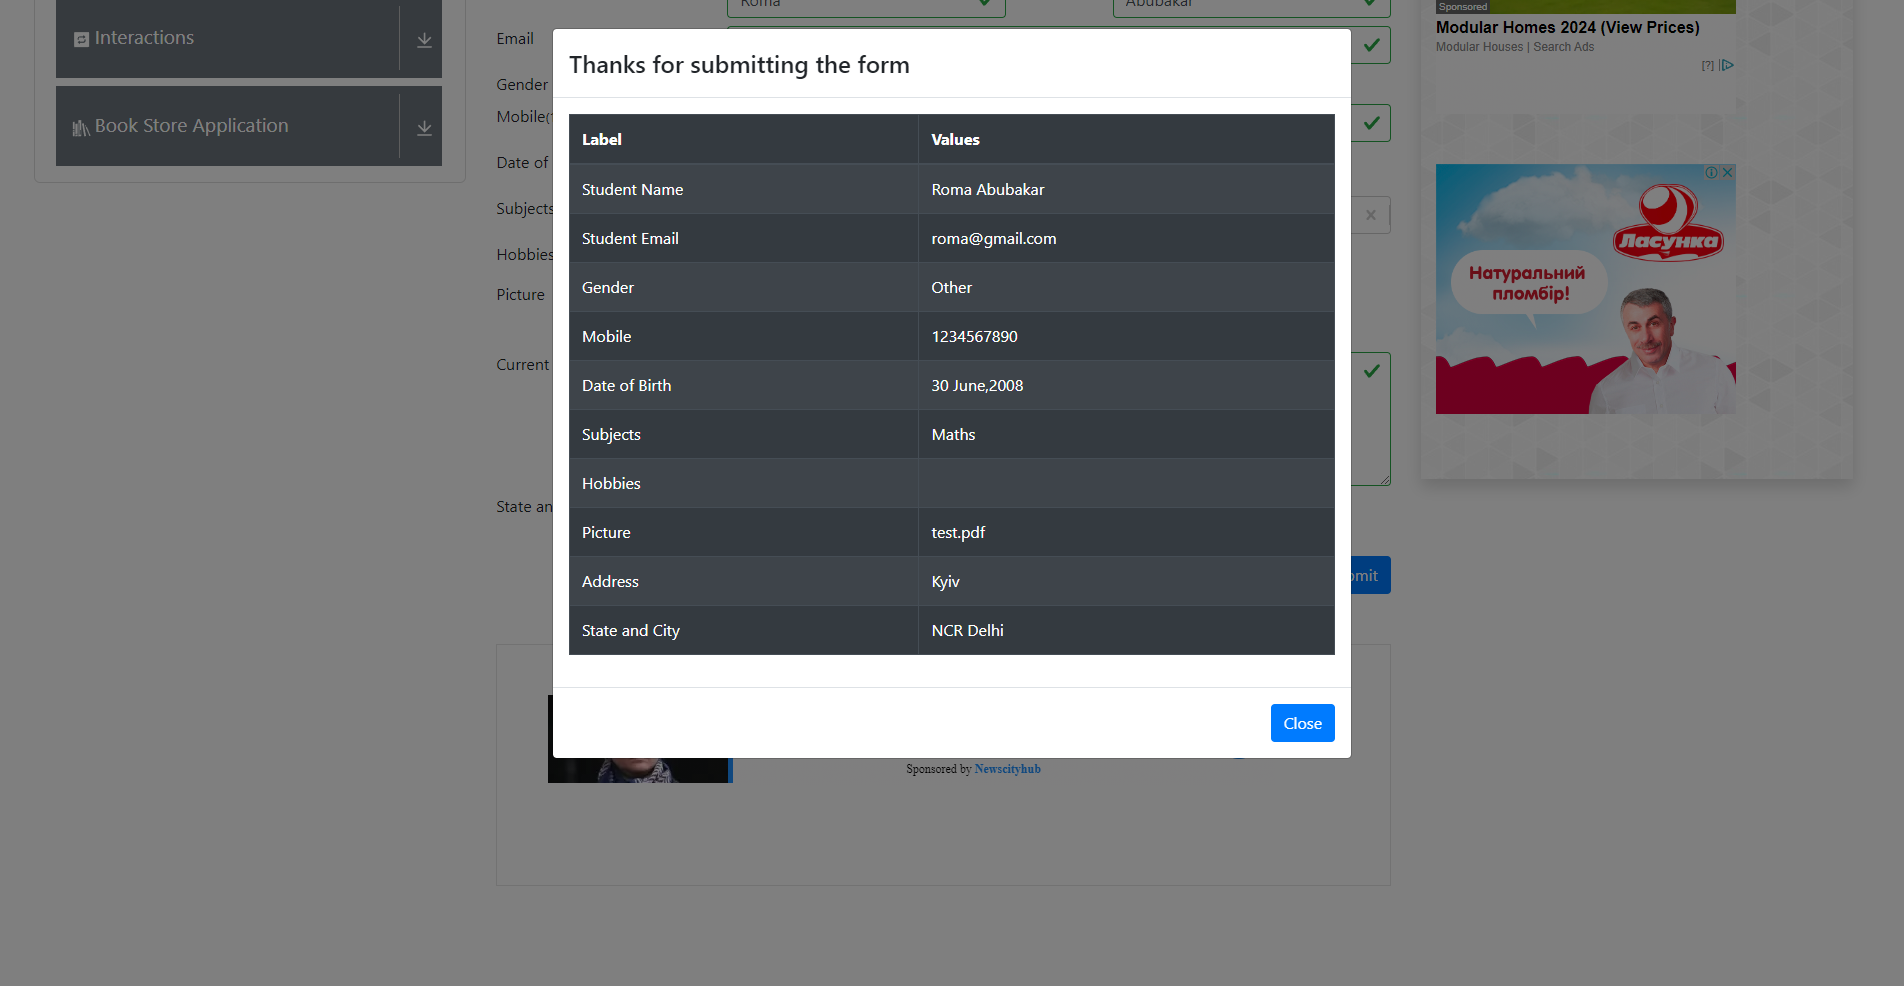 Interactions
Book Store Application
Roma
Abubakar
Email
Gender
Mobile(
Date of
Subjects
Hobbies
Picture
Current
State an
Thanks for submitting the form
Label Values
Student Name Roma Abubakar
Student Email roma@gmail.com
Gender Other
Mobile 1234567890
Date of Birth 30 June,2008
Subjects Maths
Hobbies
Picture test.pdf
Address Kyiv
State and City NCR Delhi
Close
omit
Sponsored by Newscityhub
Sponsored
Modular Homes 2024 (View Prices)
Modular Houses | Search Ads
[?]
Ласунка
Натуральний
пломбір!